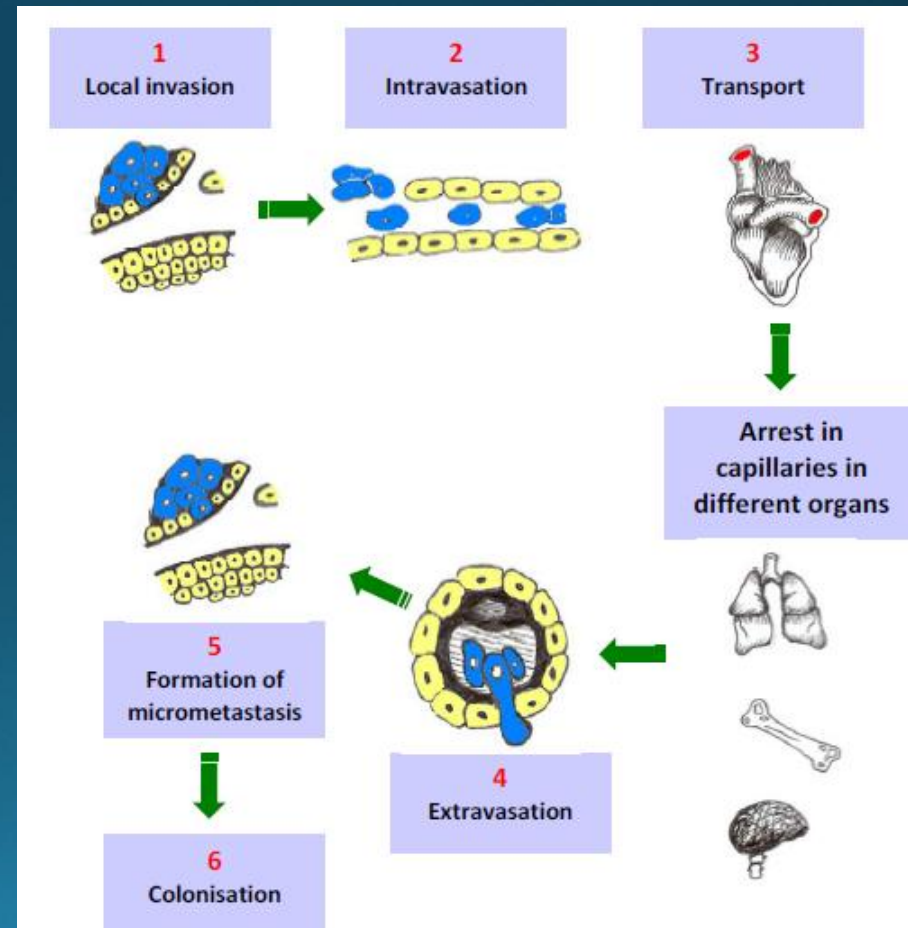 1
Local invasion
2
Intravasation
3
Transport
Arrest in
capillaries in
different organs
4
Extravasation
5
Formation of
micrometastasis
6
Colonisation